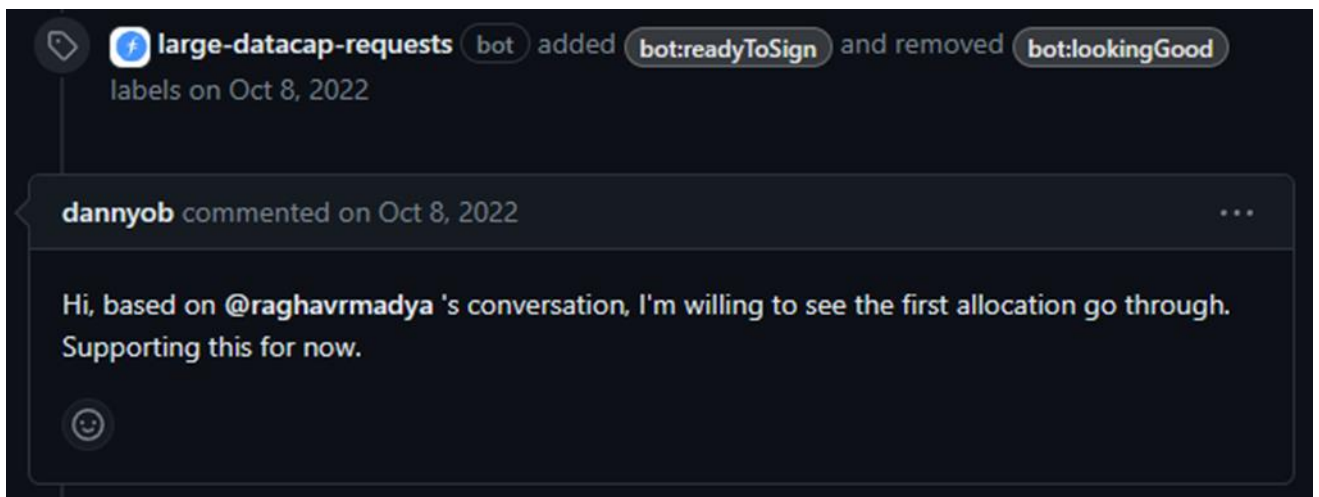 large-datacap-requests bot added bot:readyToSign and removed bot:lookingGood
labels on Oct 8, 2022
dannyob commented on Oct 8, 2022
Hi, based on @raghavrmadya 's conversation, I'm willing to see the first allocation go through.
Supporting this for now.